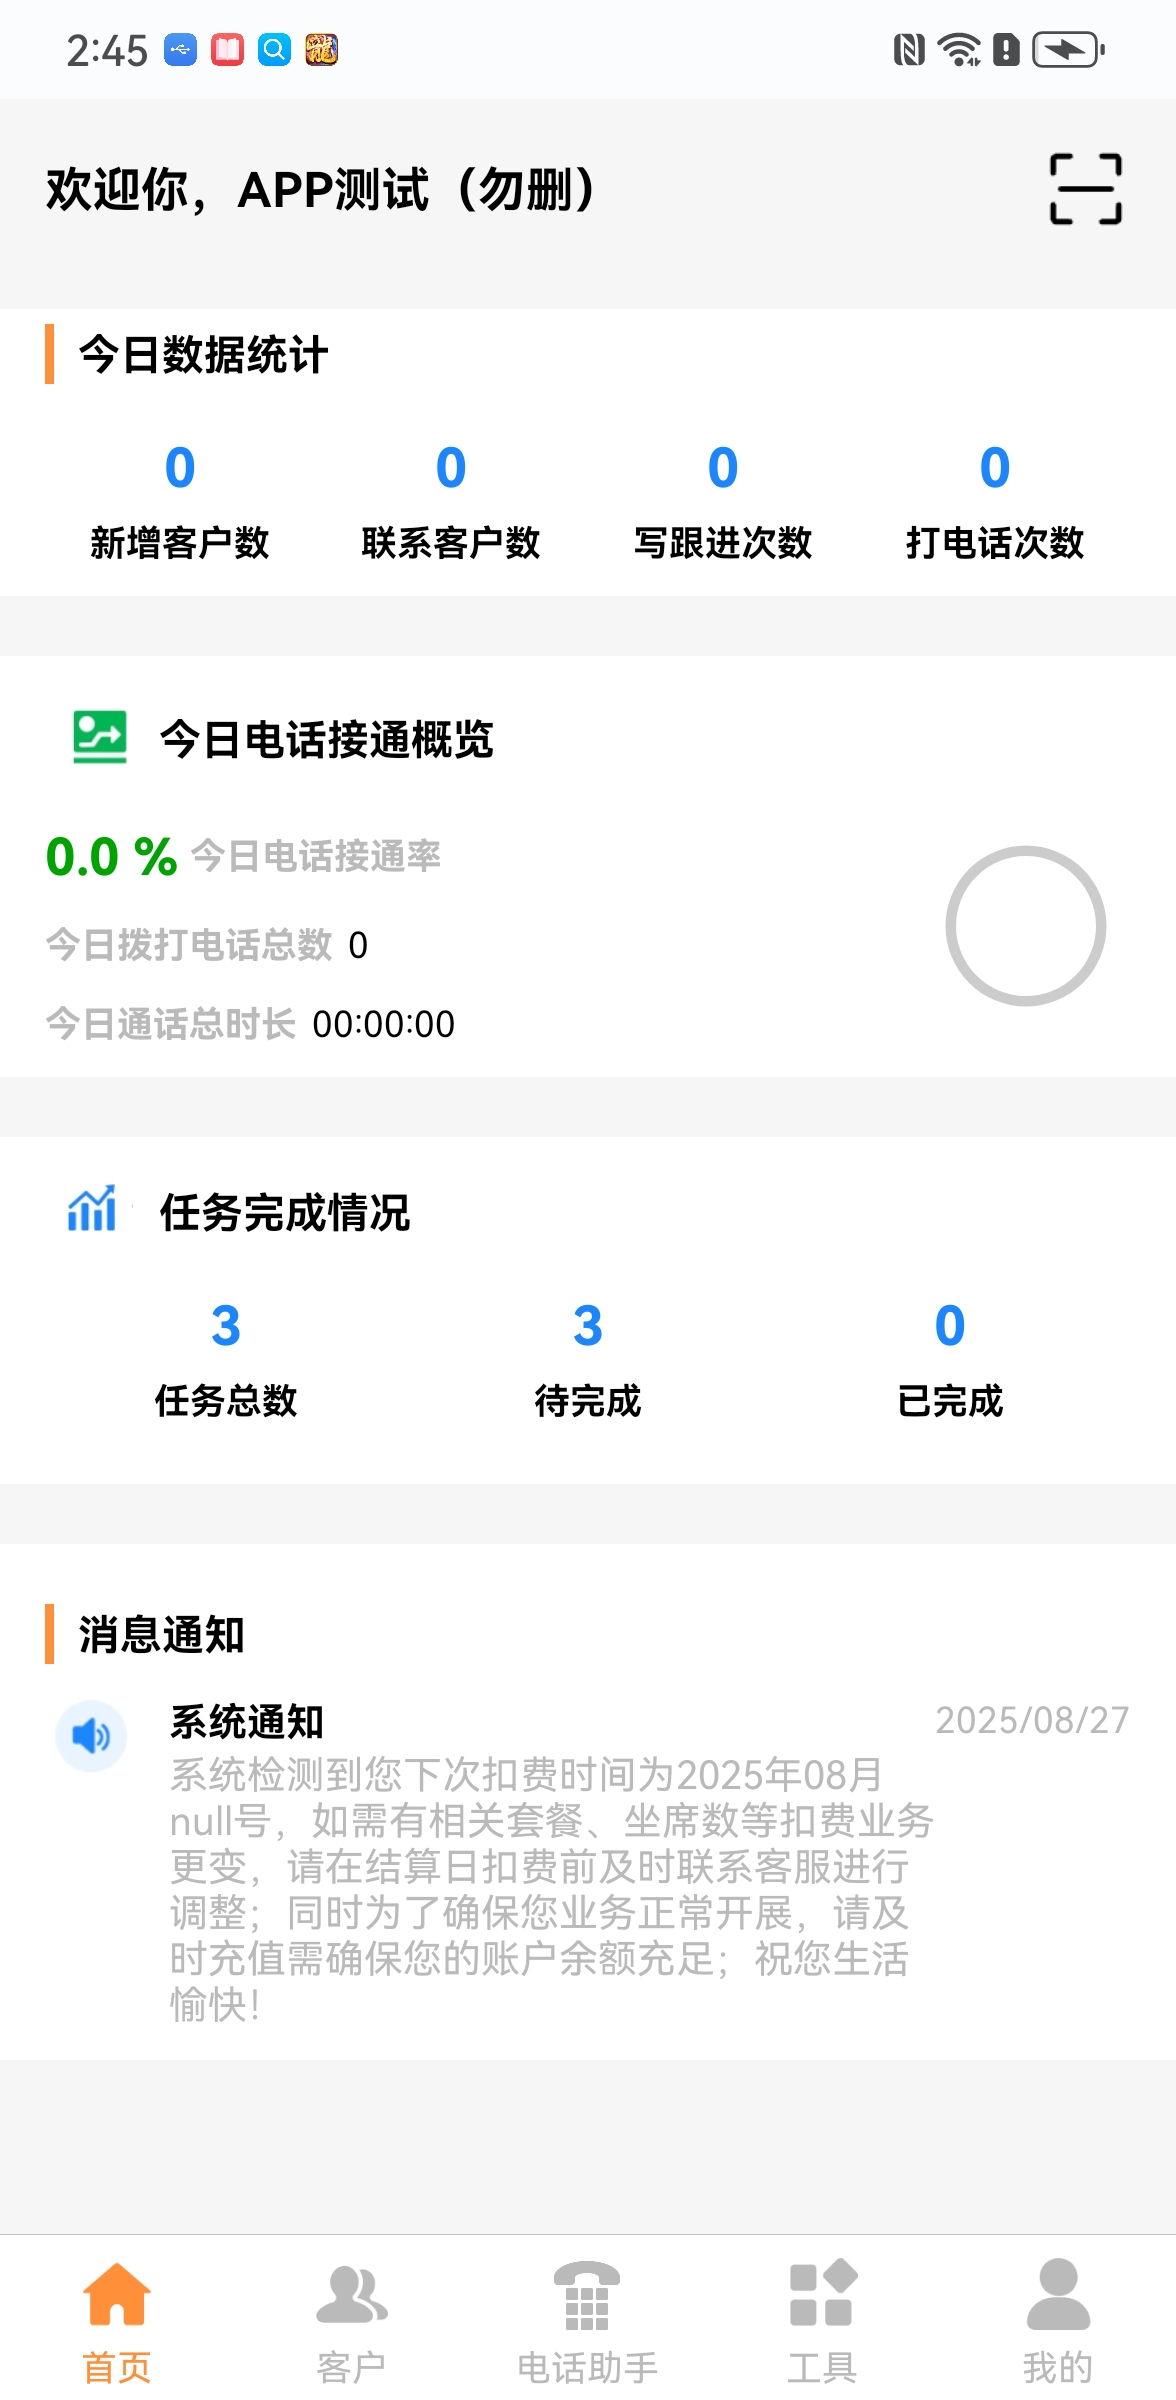 2:45
欢迎你，APP测试（勿删）
今日数据统计
0 0 0 0
新增客户数 联系客户数 写跟进次数 打电话次数
今日电话接通概览
0.0 % 今日电话接通率
今日拨打电话总数 0
今日通话总时长 00:00:00
任务完成情况
3 3 0
任务总数 待完成 已完成
消息通知
系统通知 2025/08/27
系统检测到您下次扣费时间为2025年08月
null号，如需有相关套餐、坐席数等扣费业务
更变，请在结算日扣费前及时联系客服进行
调整；同时为了确保您业务正常开展，请及
时充值需确保您的账户余额充足；祝您生活
愉快！
首页 客户 电话助手 工具 我的